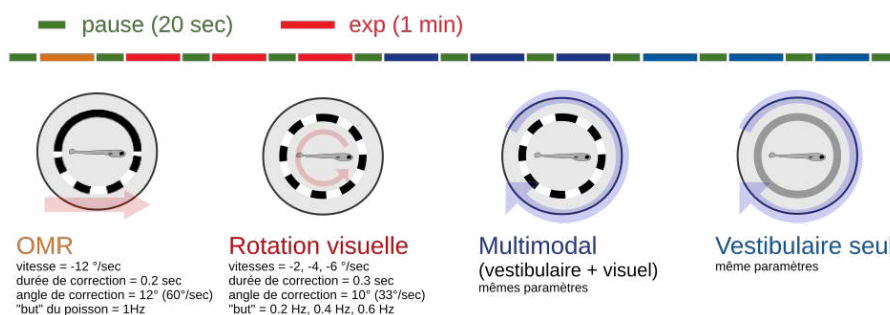 pause (20 sec)
exp (1 min)
OMR
vitesse = -12 °/sec
durée de correction = 0.2 sec
angle de correction = 12° (60°/sec)
"but" du poisson = 1Hz
Rotation visuelle
vitesses = -2, -4, -6 °/sec
durée de correction = 0.3 sec
angle de correction = 10° (33°/sec)
"but" = 0.2 Hz, 0.4 Hz, 0.6 Hz
Multimodal
(vestibulaire + visuel)
mêmes paramètres
Vestibulaire seul
même paramètres